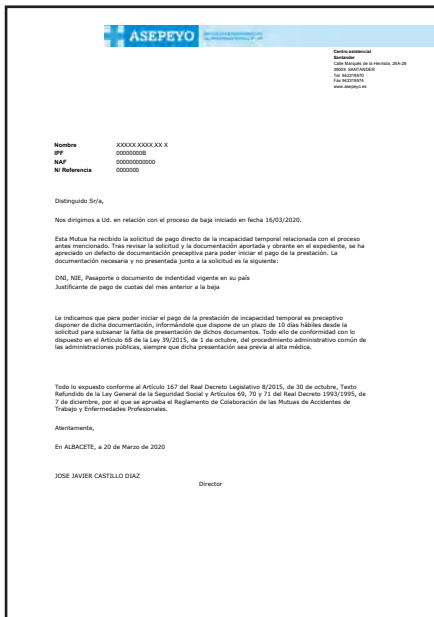 ASEPEYO
Centro asistencial
Santander
Calle Marqués de la Hermida, 28A-28
39009 SANTANDER
www.asepeyo.es
Nombre XXXXX XXXX XX X
IPF 00000000B
NAF 000000000000
N/ Referencia 0000000
Distinguido Sr/a,
Nos dirigimos a Ud. en relación con el proceso de baja iniciado en fecha 16/03/2020.
Esta Mutua ha recibido la solicitud de pago directo de la incapacidad temporal relacionada con el proceso
antes mencionado. Tras revisar la solicitud y la documentación aportada y obrante en el expediente, se ha
apreciado un defecto de documentación preceptiva para poder iniciar el pago de la prestación. La
documentación necesaria y no presentada junto a la solicitud es la siguiente:
DNI, NIE, Pasaporte o documento de indentidad vigente en su país
Justificante de pago de cuotas del mes anterior a la baja
Le indicamos que para poder iniciar el pago de la prestación de incapacidad temporal es preceptivo
disponer de dicha documentación, informándole que dispone de un plazo de 10 días hábiles desde la
solicitud para subsanar la falta de presentación de dichos documentos. Todo ello de conformidad con lo
dispuesto en el Artículo 68 de la Ley 39/2015, de 1 de octubre, del procedimiento administrativo común de
las administraciones públicas, siempre que dicha presentación sea previa al alta médica.
Todo lo expuesto conforme al Artículo 167 del Real Decreto Legislativo 8/2015, de 30 de octubre, Texto
Refundido de la Ley General de la Seguridad Social y Artículos 69, 70 y 71 del Real Decreto 1993/1995, de
7 de diciembre, por el que se aprueba el Reglamento de Colaboración de las Mutuas de Accidentes de
Trabajo y Enfermedades Profesionales.
Atentamente,
En ALBACETE, a 20 de Marzo de 2020
JOSE JAVIER CASTILLO DIAZ
Director